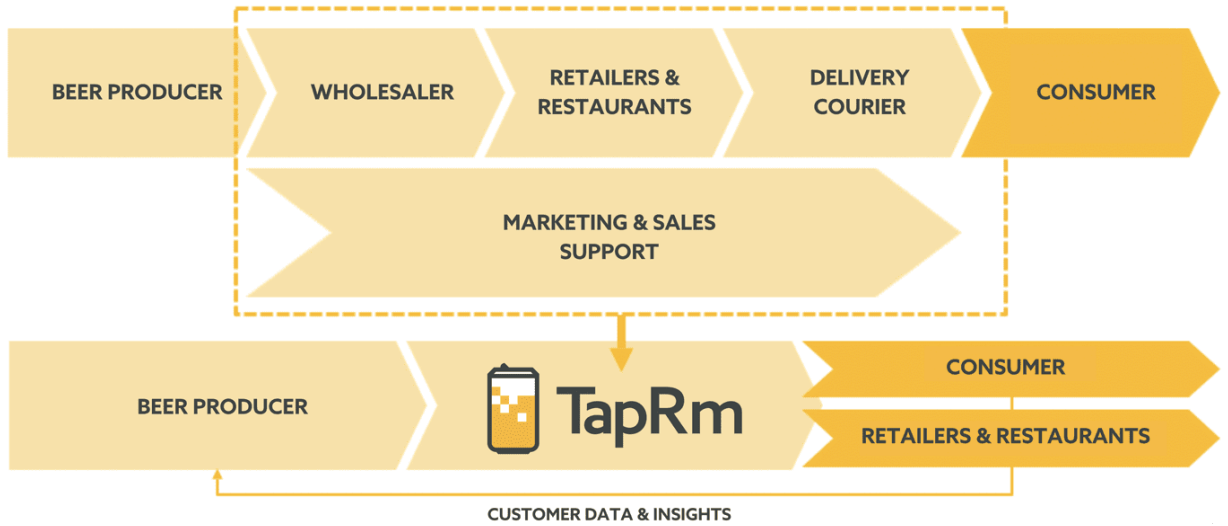 BEER PRODUCER
WHOLESALER
RETAILERS &
RESTAURANTS
DELIVERY
COURIER
CONSUMER
MARKETING & SALES
SUPPORT
BEER PRODUCER
TapRm
CONSUMER
RETAILERS & RESTAURANTS
CUSTOMER DATA & INSIGHTS